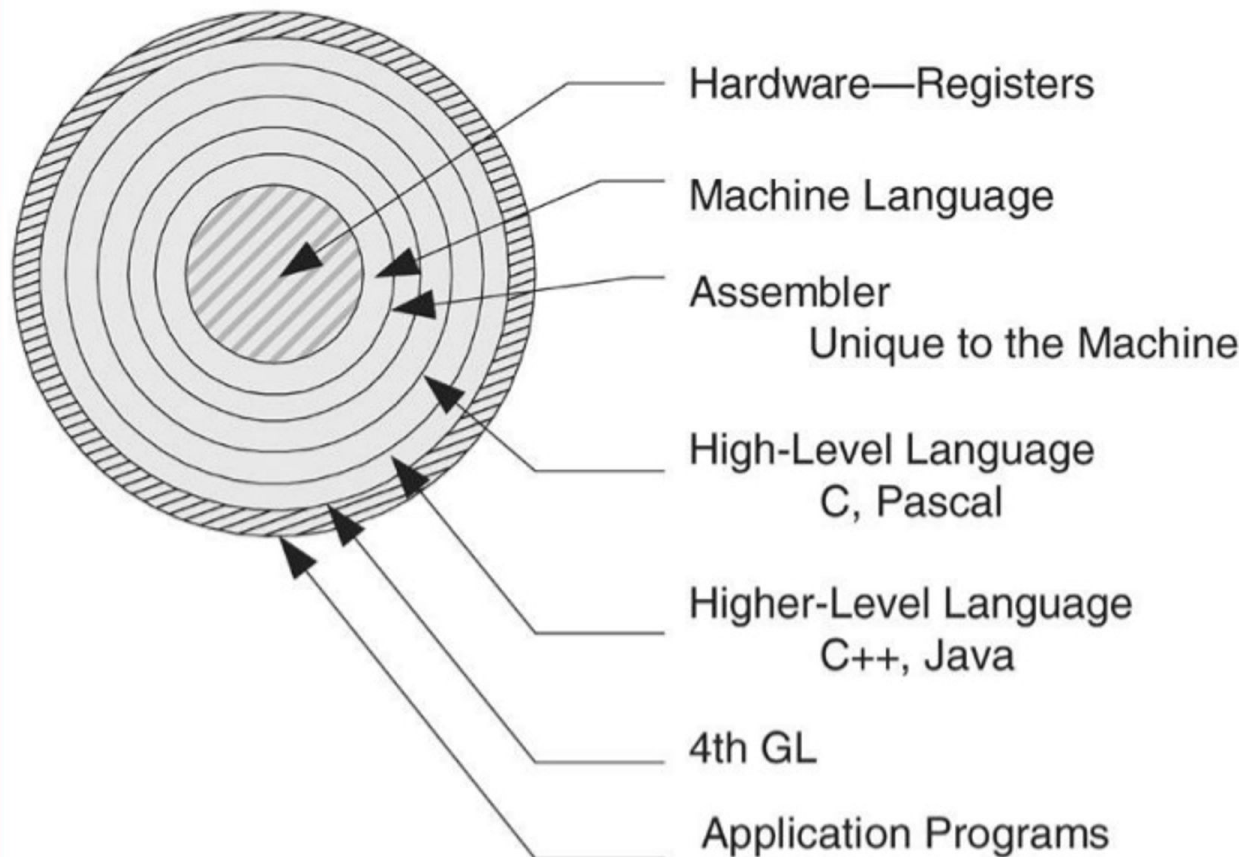 Hardware—Registers
Machine Language
Assembler
Unique to the Machine
High-Level Language
C, Pascal
Higher-Level Language
C++, Java
4th GL
Application Programs